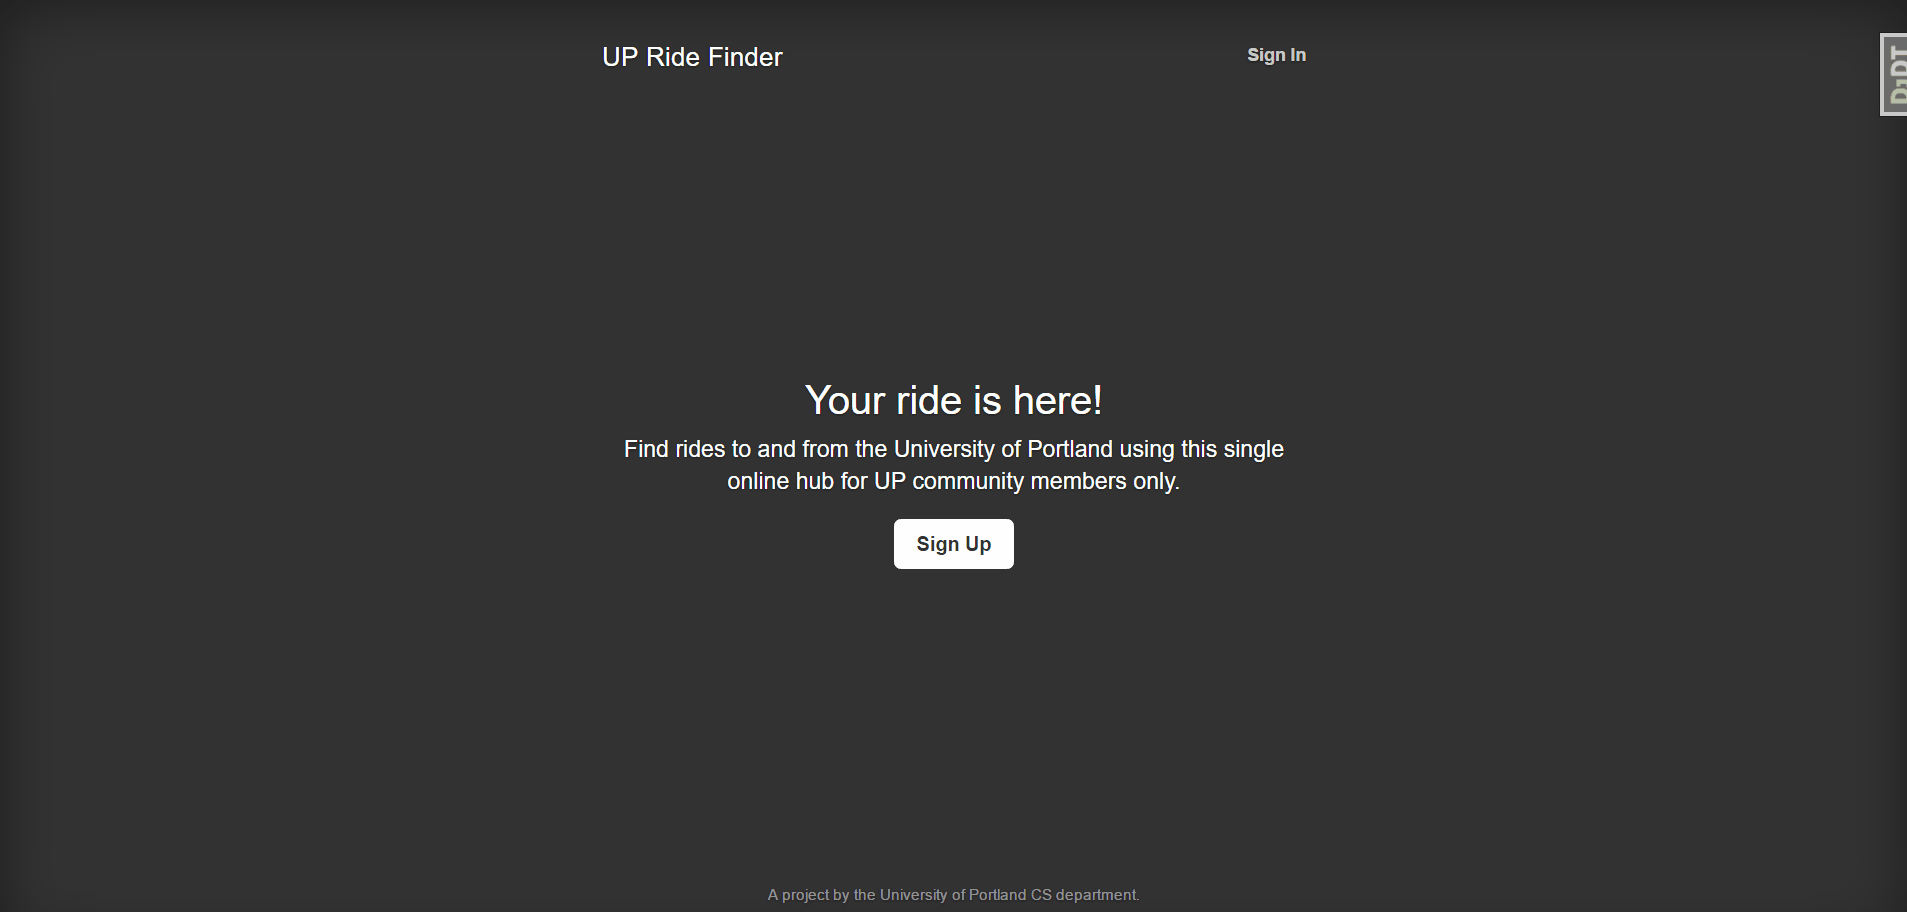 UP Ride Finder
Sign In
Your ride is here!
Find rides to and from the University of Portland using this single
online hub for UP community members only.
Sign Up
A project by the University of Portland CS department.